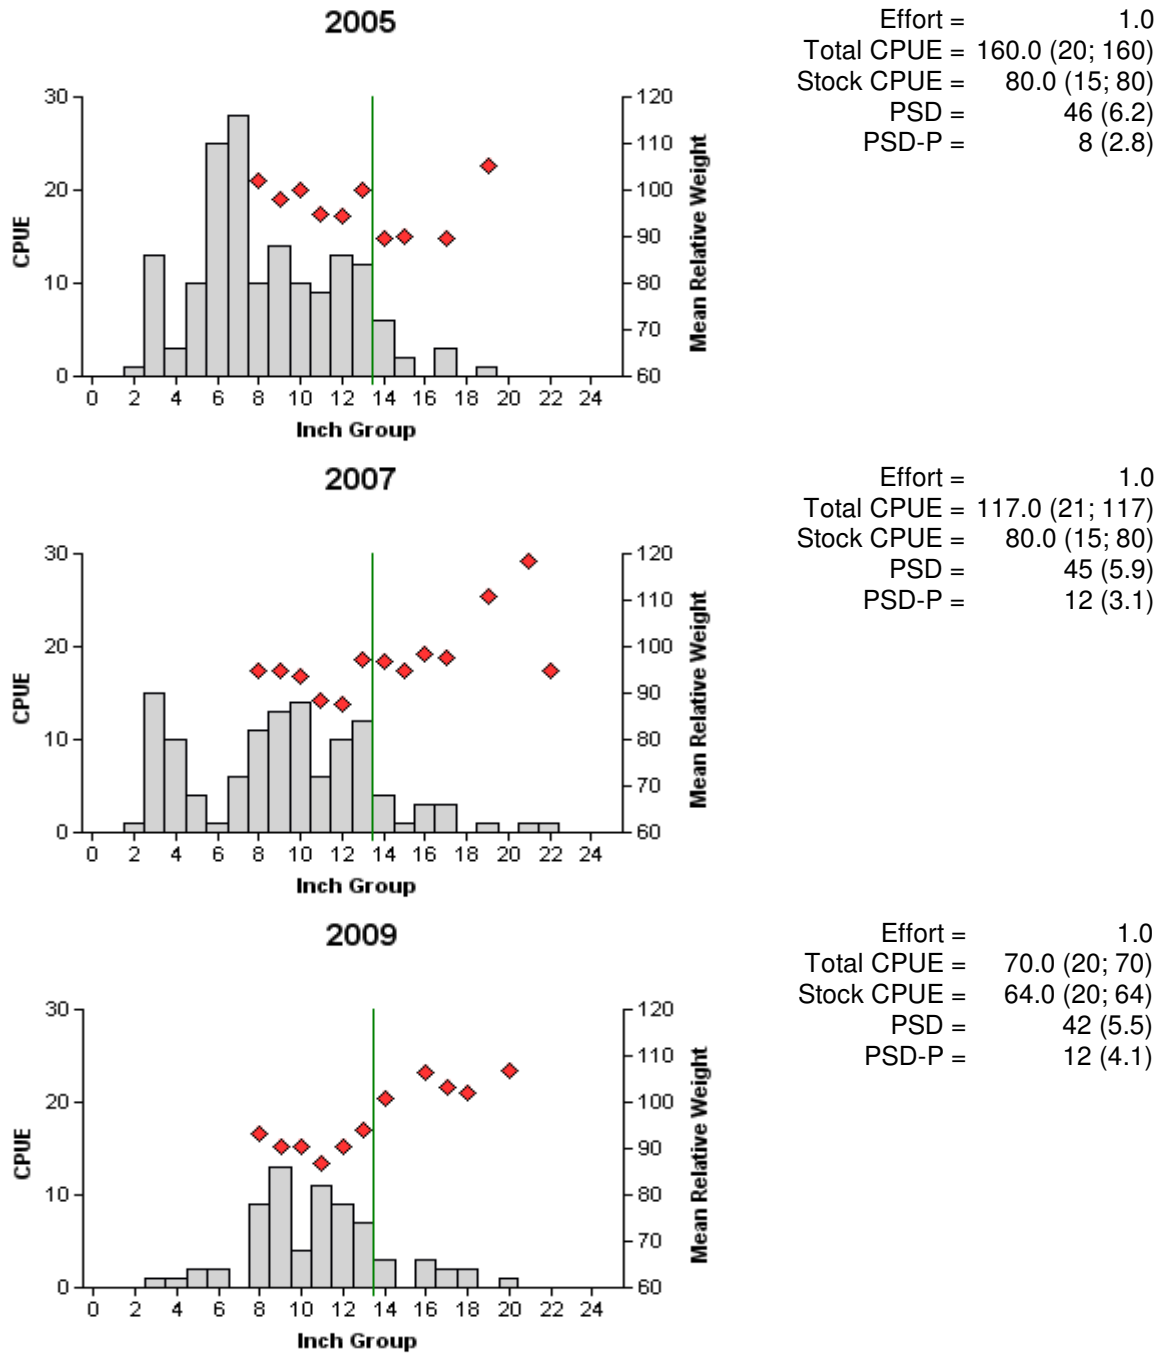 2005
Effort = 1.0
Total CPUE = 160.0 (20; 160)
Stock CPUE = 80.0 (15; 80)
PSD = 46 (6.2)
PSD-P = 8 (2.8)
30
20
10
0
CPUE
120
110
100
90
80
70
60
Mean Relative Weight
0 2 4 6 8 10 12 14 16 18 20 22 24
Inch Group
2007
Effort = 1.0
Total CPUE = 117.0 (21; 117)
Stock CPUE = 80.0 (15; 80)
PSD = 45 (5.9)
PSD-P = 12 (3.1)
30
20
10
0
CPUE
120
110
100
90
80
70
60
Mean Relative Weight
0 2 4 6 8 10 12 14 16 18 20 22 24
Inch Group
2009
Effort = 1.0
Total CPUE = 70.0 (20; 70)
Stock CPUE = 64.0 (20; 64)
PSD = 42 (5.5)
PSD-P = 12 (4.1)
30
20
10
0
CPUE
120
110
100
90
80
70
60
Mean Relative Weight
0 2 4 6 8 10 12 14 16 18 20 22 24
Inch Group